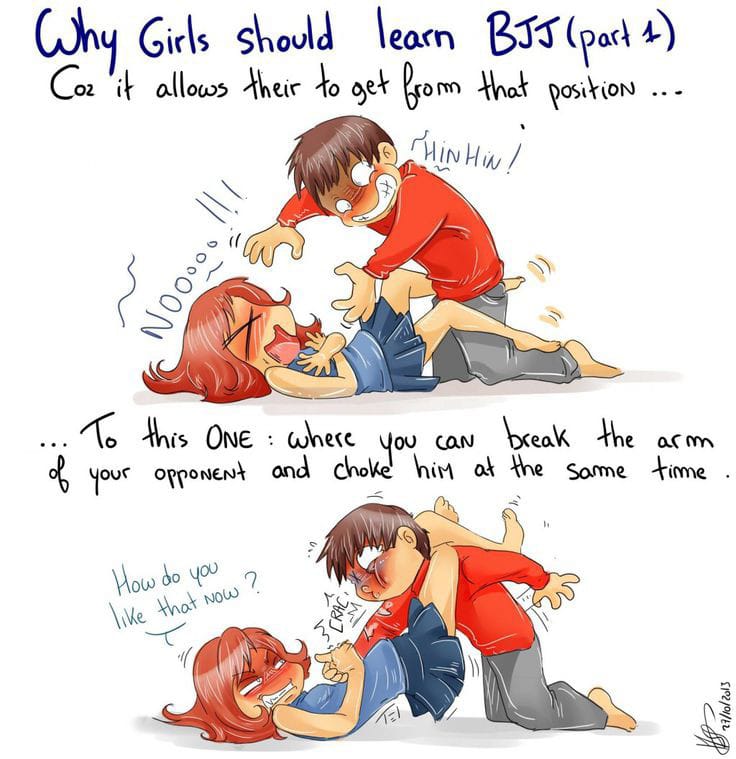 Why Girls should learn BJJ (part 1)
Coz it allows their to get from that position ...
HiNHiN !
NOOoooo !!!
... To this ONE : where you can break the arm
of your opponent and choke him at the same time .
How do you
like that Now ?
CRAC
27/10/2013